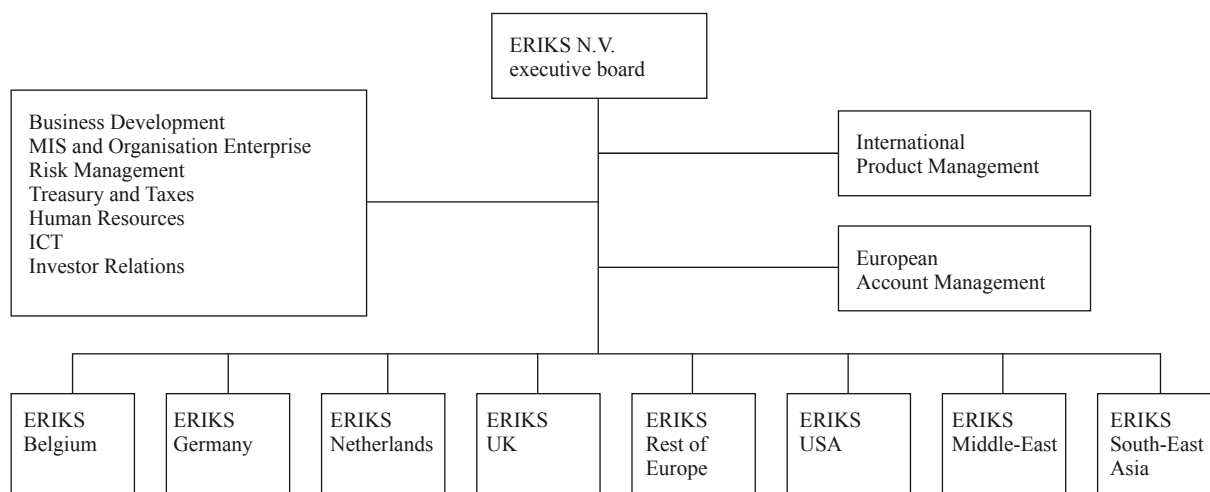 ERIKS N.V.
executive board
Business Development
MIS and Organisation Enterprise
Risk Management
Treasury and Taxes
Human Resources
ICT
Investor Relations
International
Product Management
European
Account Management
ERIKS
Belgium
ERIKS
Germany
ERIKS
Netherlands
ERIKS
UK
ERIKS
Rest of
Europe
ERIKS
USA
ERIKS
Middle-East
ERIKS
South-East
Asia